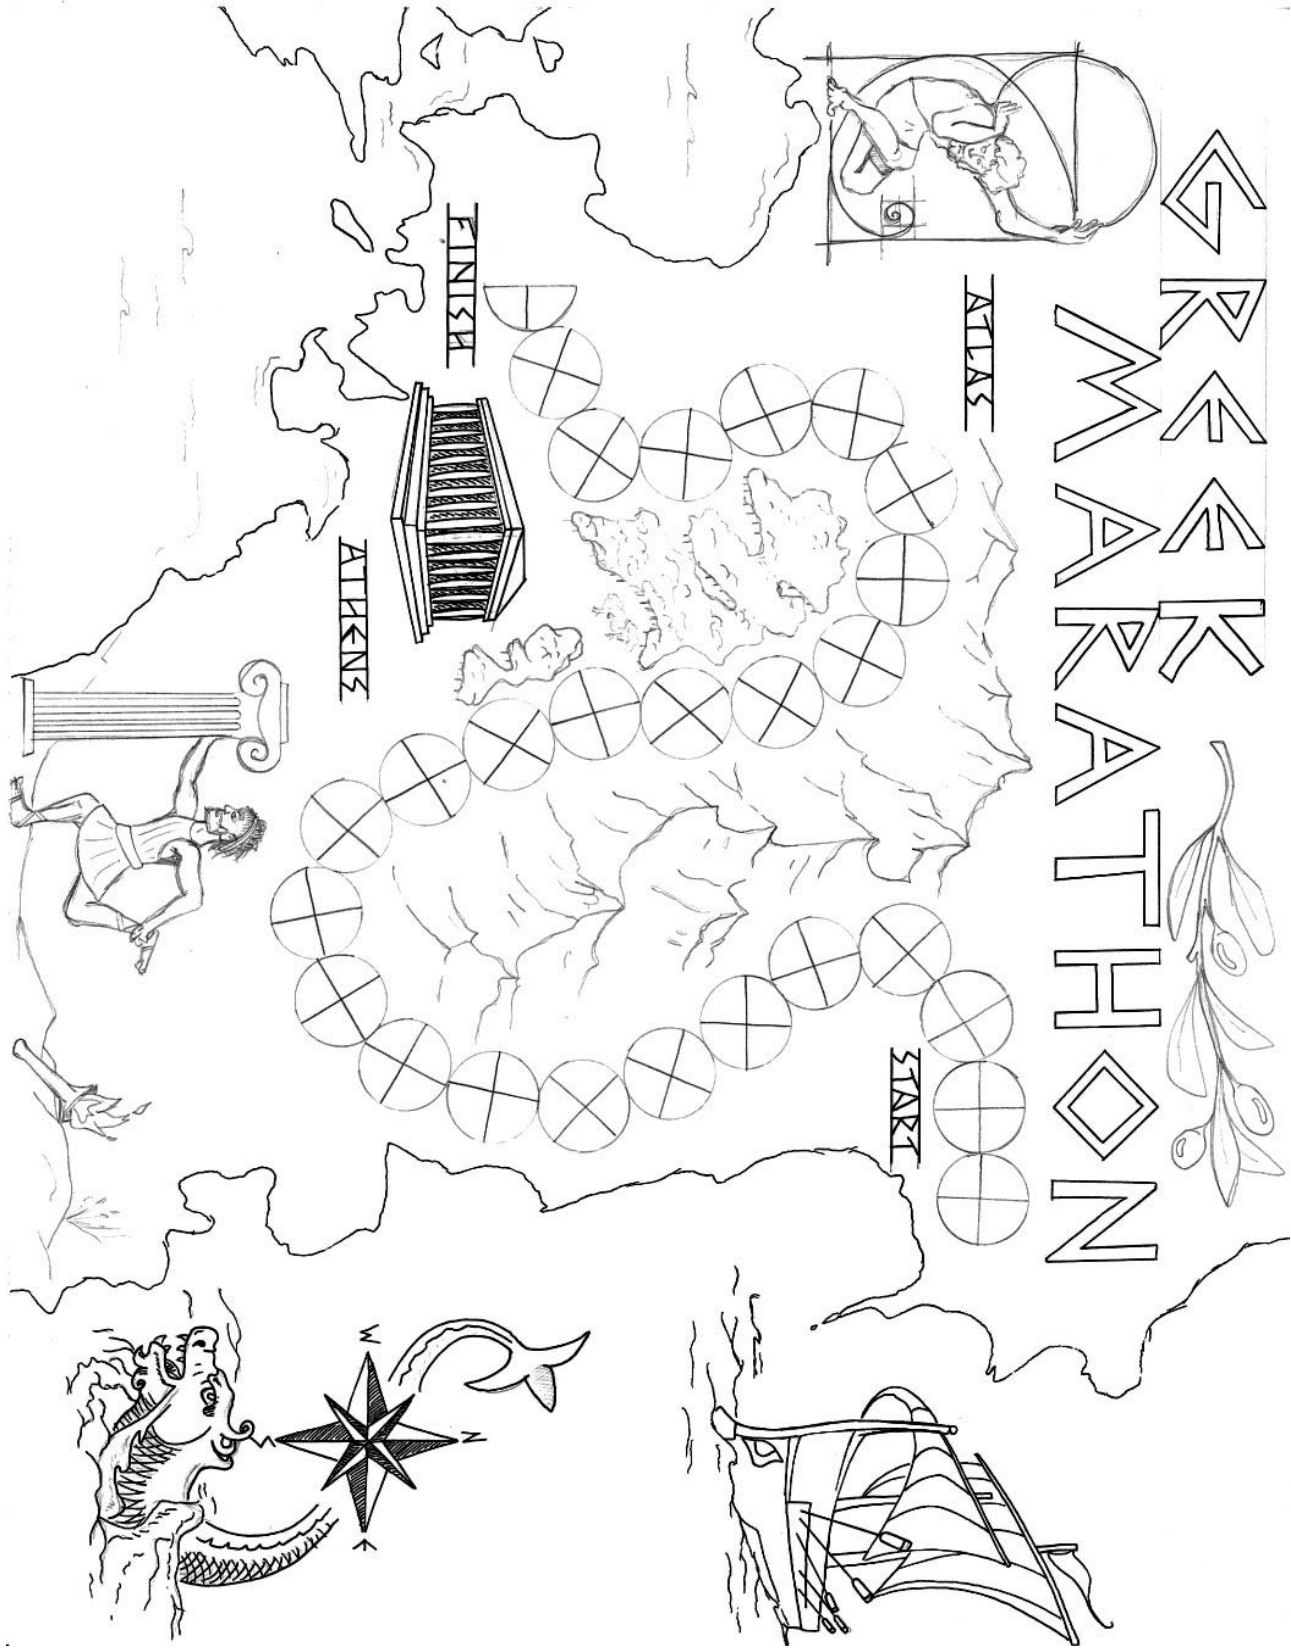 GREEK
MARATHON
ATLAS
START
FINISH
ATHENS
N
W
E
S